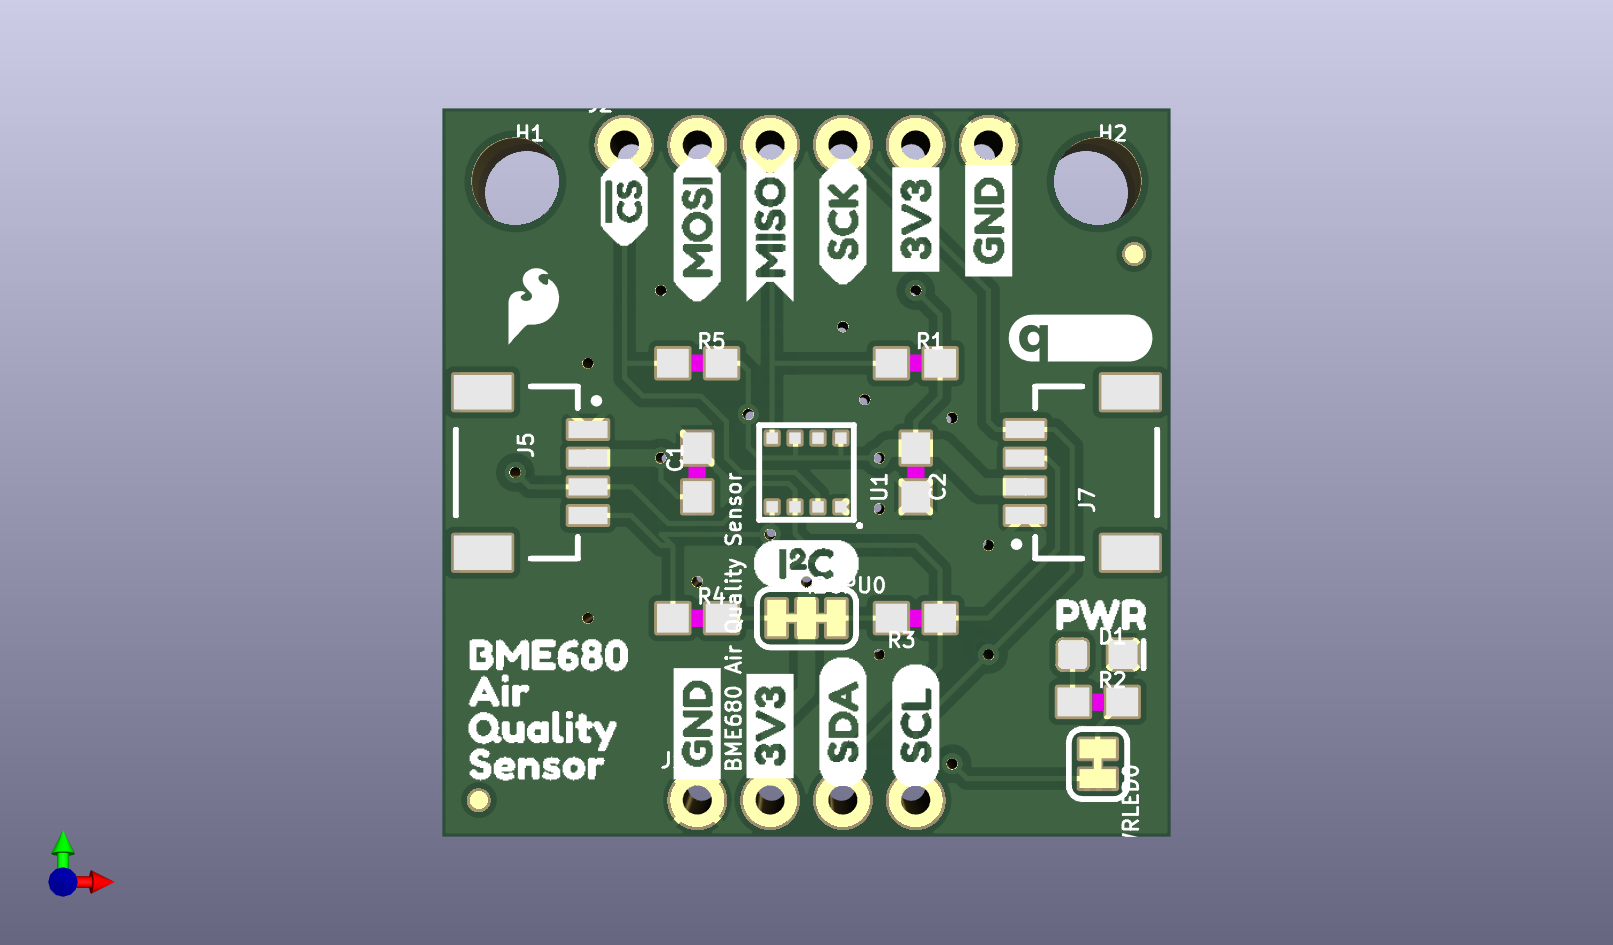 J2
H1
H2
CS
MOSI
MISO
SCK
3V3
GND
R5
R1
q
J5
C1
U1
C2
J7
I²C
R4
R3
PWR
D1
R2
BME680
Air
Quality
Sensor
BME680 Air Quality Sensor
J
GND
3V3
SDA
SCL